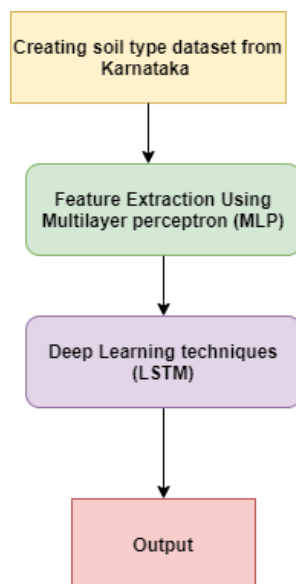 Creating soil type dataset from
Karnataka
Feature Extraction Using
Multilayer perceptron (MLP)
Deep Learning techniques
(LSTM)
Output